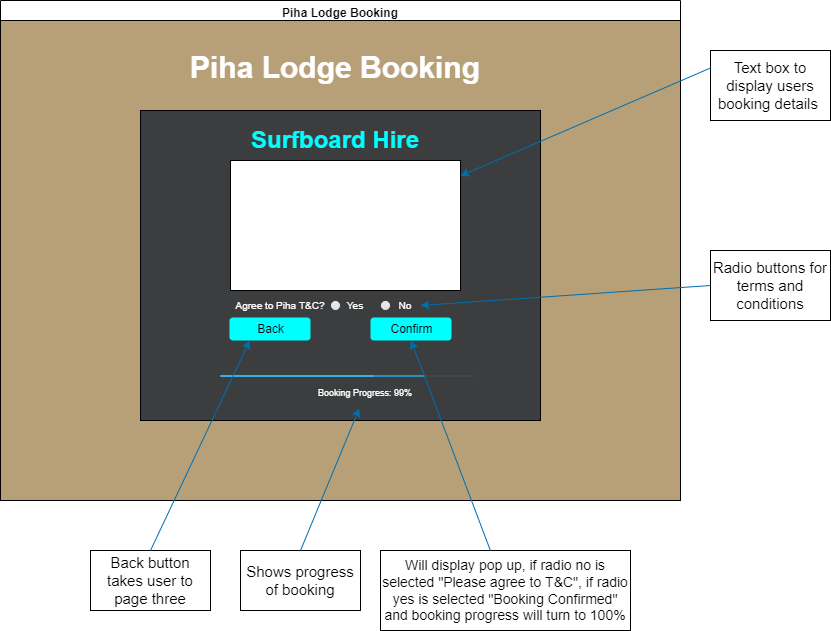 Piha Lodge Booking
Piha Lodge Booking
Text box to
display users
booking details
Surfboard Hire
Radio buttons for
terms and
conditions
Agree to Piha T&C? Yes No
Back Confirm
Booking Progress: 99%
Back button
takes user to
page three
Shows progress
of booking
Will display pop up, if radio no is
selected "Please agree to T&C", if radio
yes is selected "Booking Confirmed"
and booking progress will turn to 100%